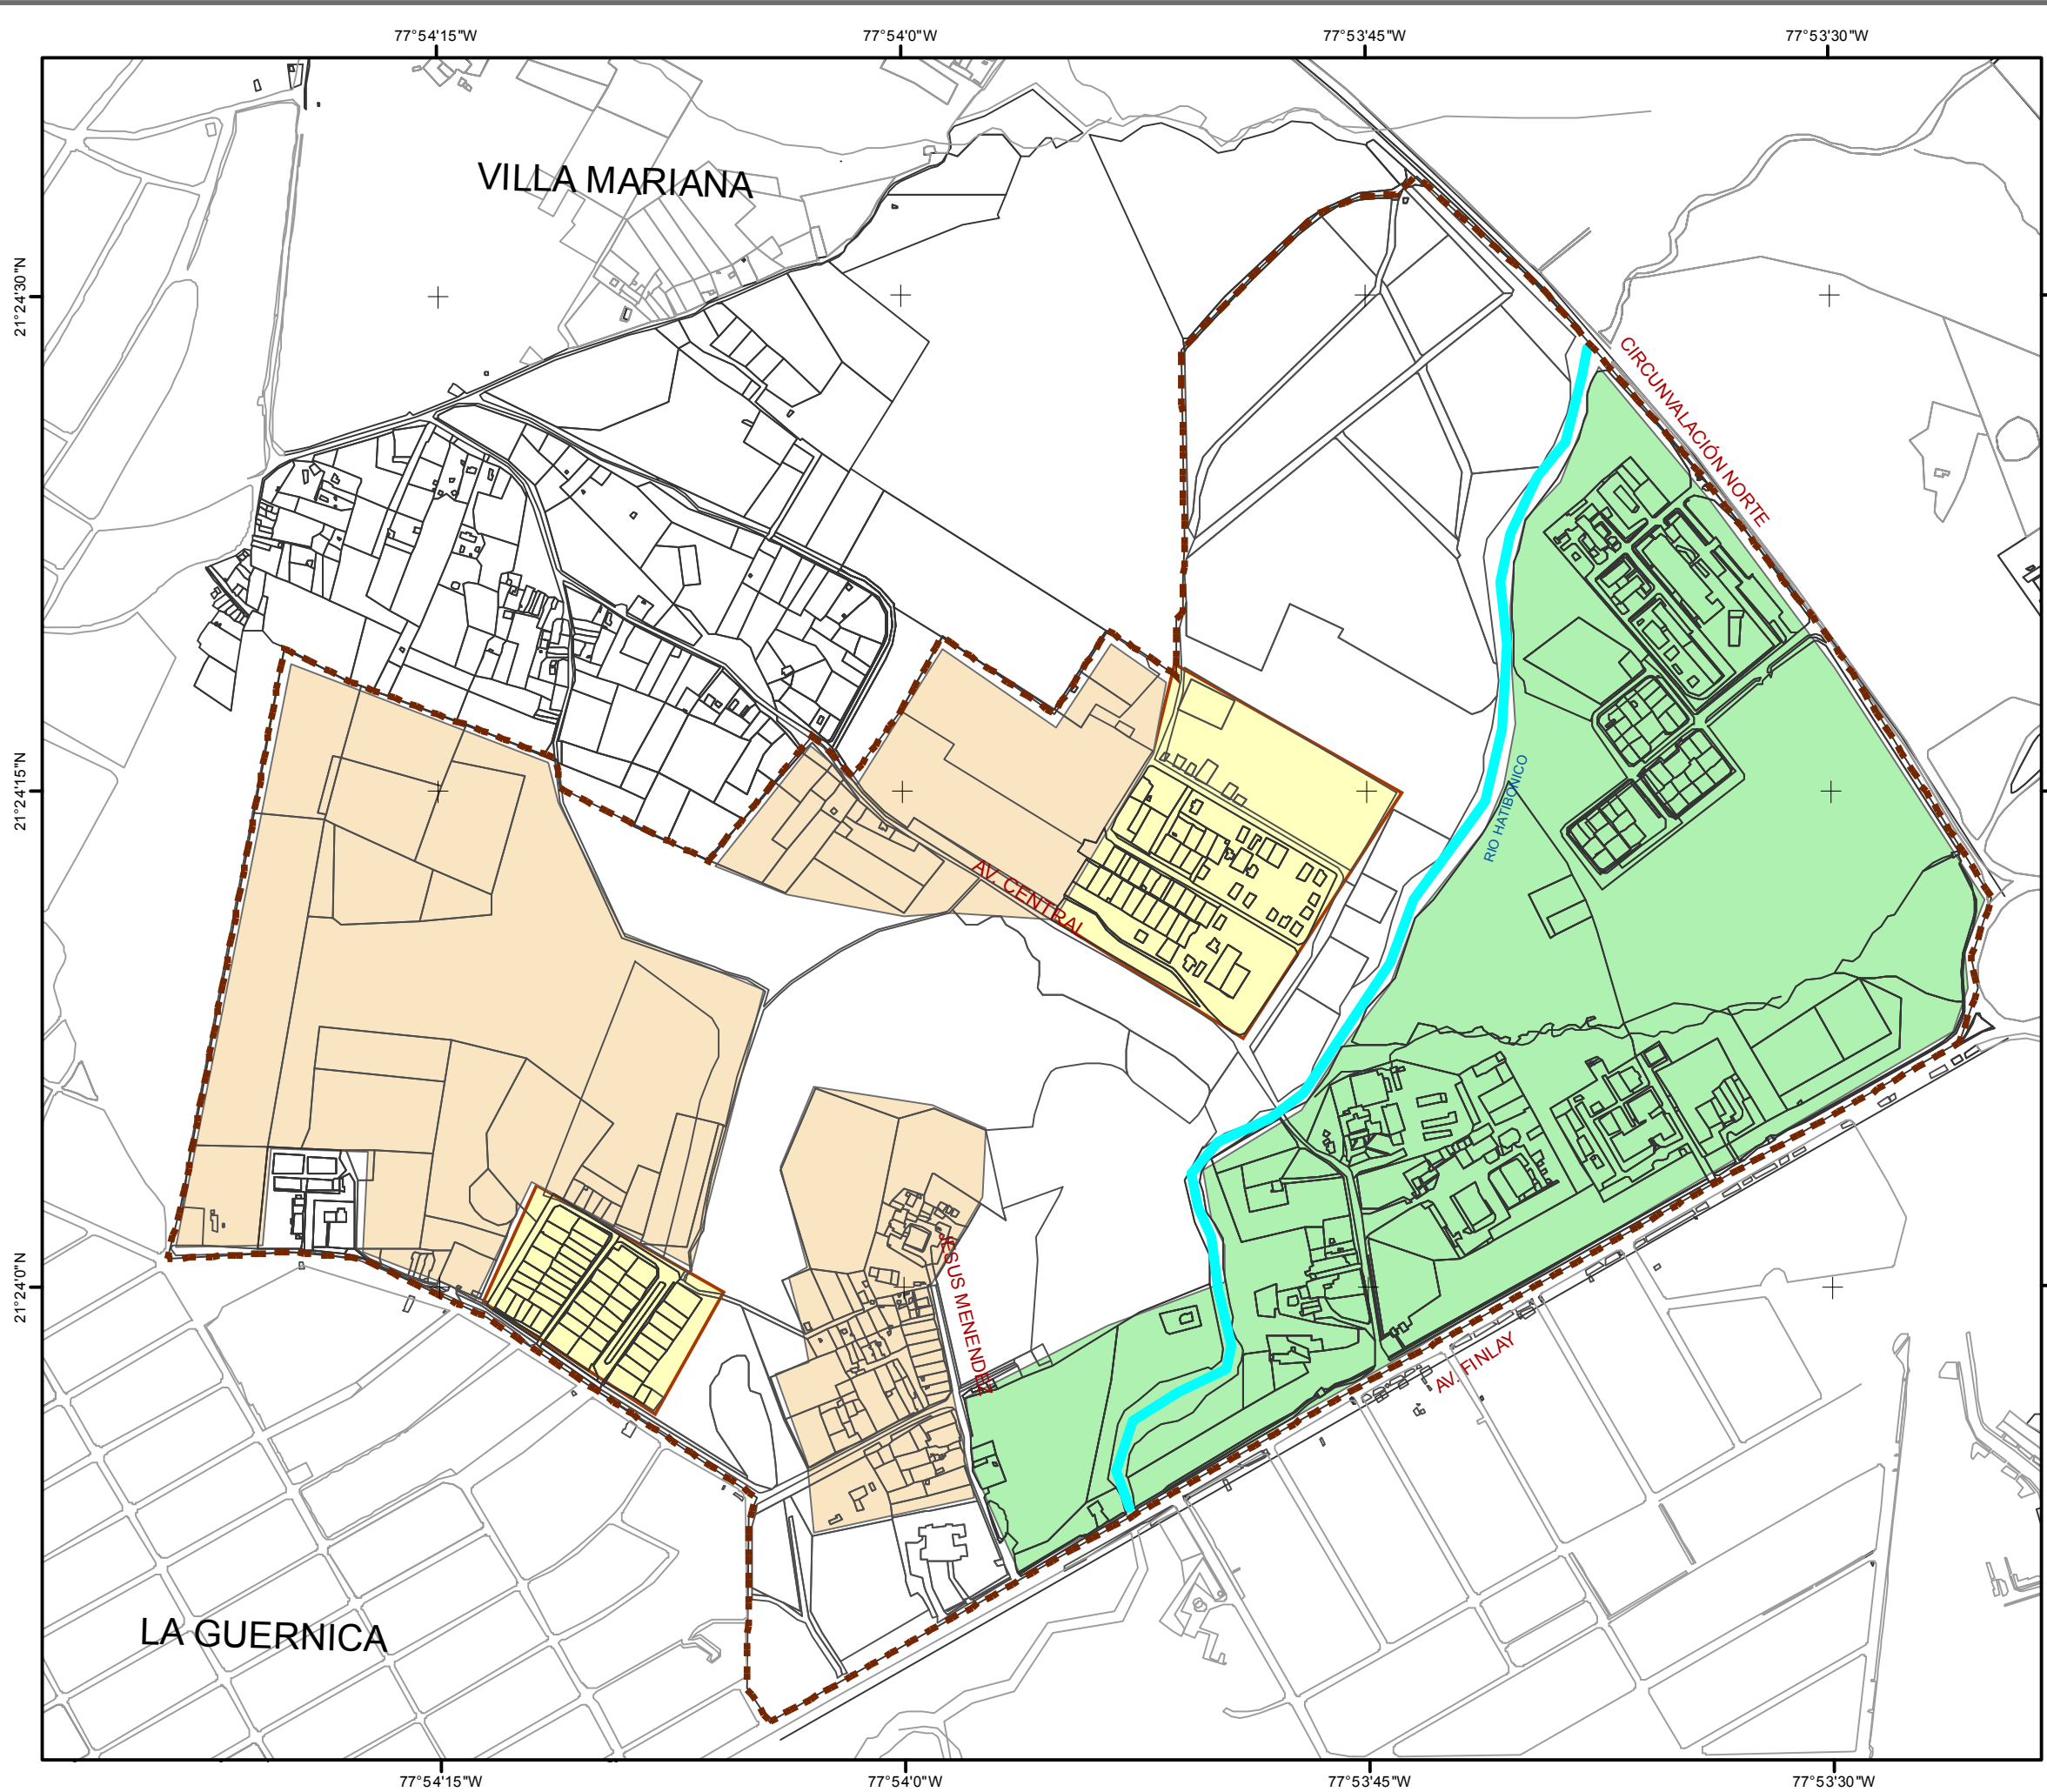 77°54'15"W
77°54'0"W
77°53'45"W
77°53'30"W
VILLA MARIANA
21°24'30"N
CIRCUNVALACIÓN NORTE
21°24'15"N
RIO HATIBONICO
AV. CENTRAL
JESUS MENENDEZ
21°24'0"N
AV. FINLAY
LA GUERNICA
77°54'15"W
77°54'0"W
77°53'45"W
77°53'30"W